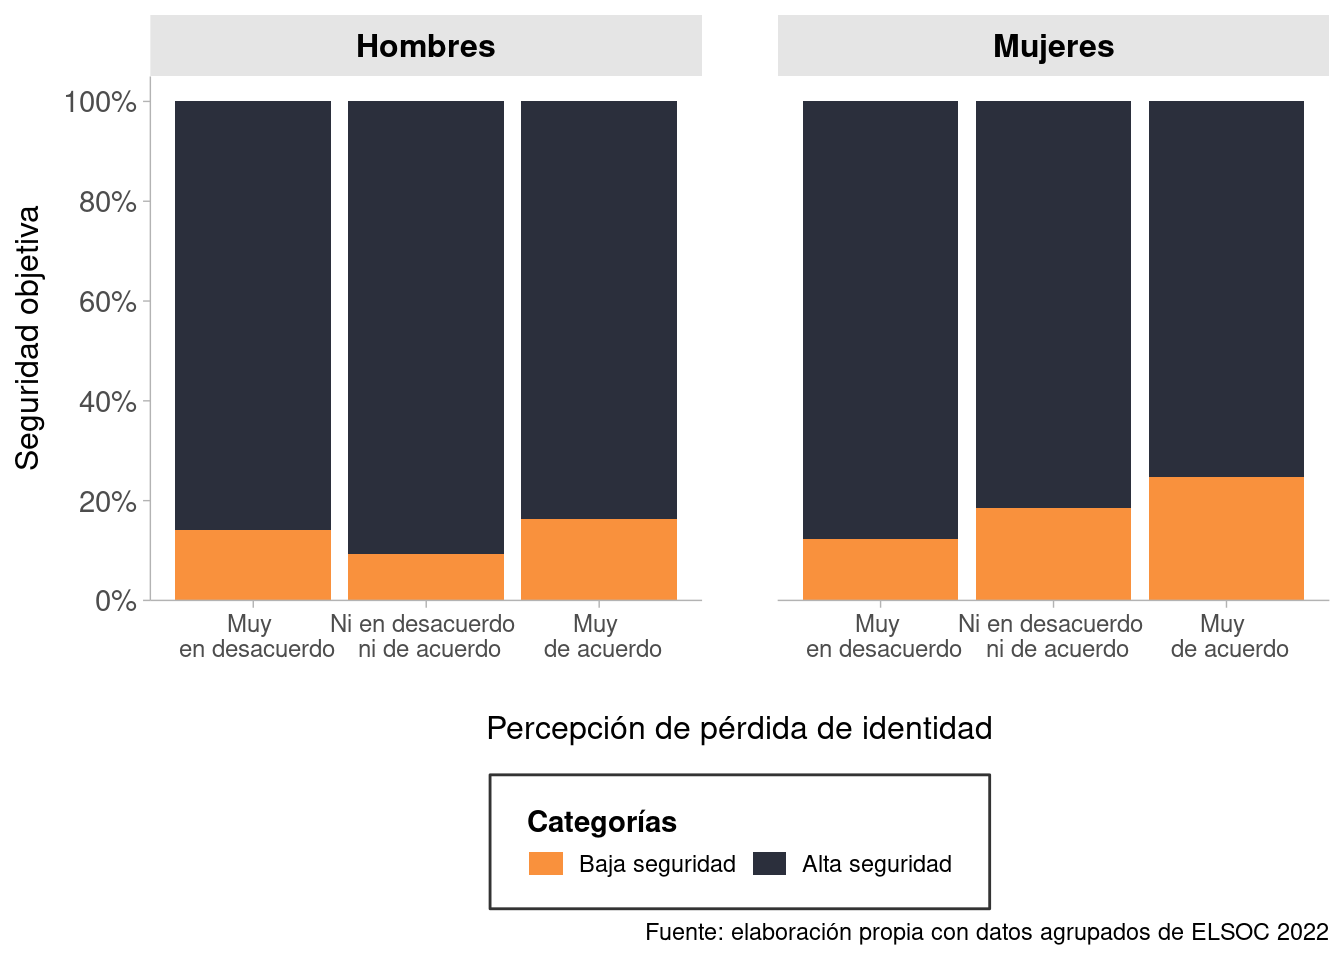 Hombres
Mujeres
Seguridad objetiva
100%
80%
60%
40%
20%
0%
Muy
en desacuerdo
Ni en desacuerdo
ni de acuerdo
Muy
de acuerdo
Muy
en desacuerdo
Ni en desacuerdo
ni de acuerdo
Muy
de acuerdo
Percepción de pérdida de identidad
Categorías
Baja seguridad
Alta seguridad
Fuente: elaboración propia con datos agrupados de ELSOC 2022